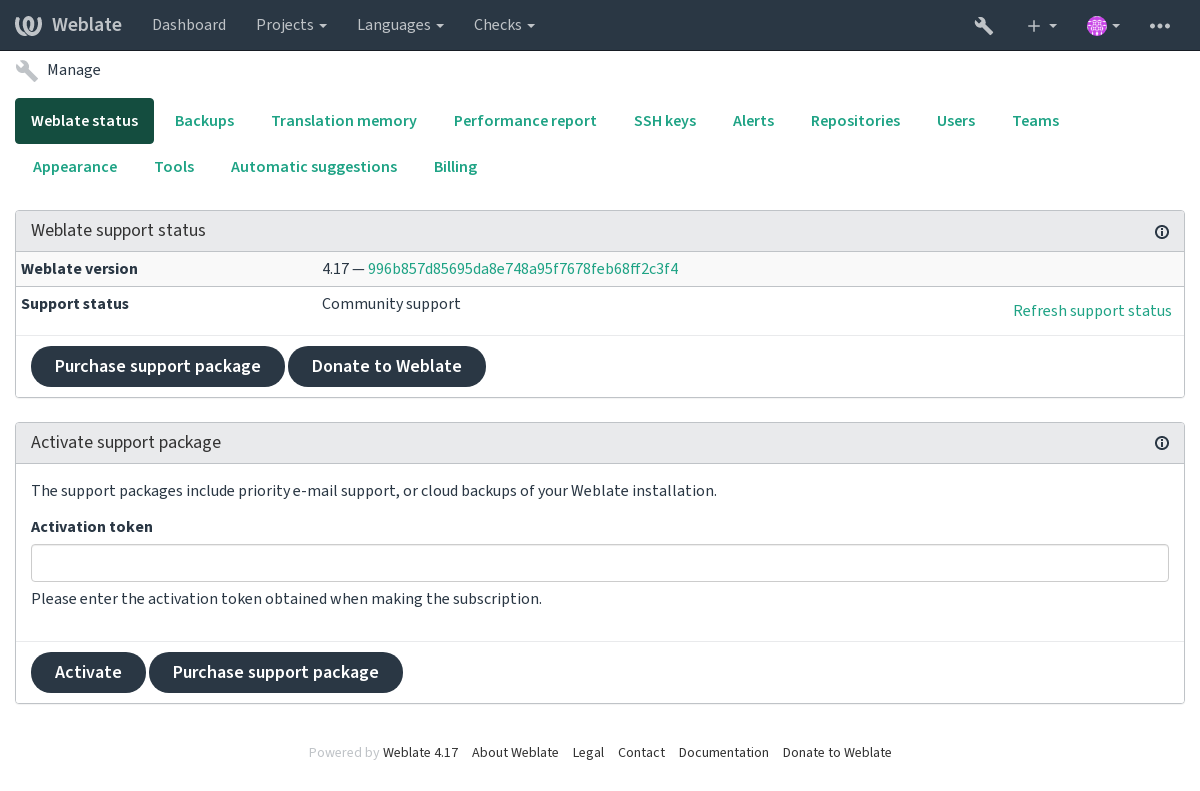 Weblate Dashboard Projects Languages Checks
Manage
Weblate status Backups Translation memory Performance report SSH keys Alerts Repositories Users Teams
Appearance Tools Automatic suggestions Billing
Weblate support status
Weblate version 4.17 — 996b857d85695da8e748a95f7678feb68ff2c3f4
Support status Community support Refresh support status
Purchase support package Donate to Weblate
Activate support package
The support packages include priority e-mail support, or cloud backups of your Weblate installation.
Activation token
Please enter the activation token obtained when making the subscription.
Activate Purchase support package
Powered by Weblate 4.17 About Weblate Legal Contact Documentation Donate to Weblate